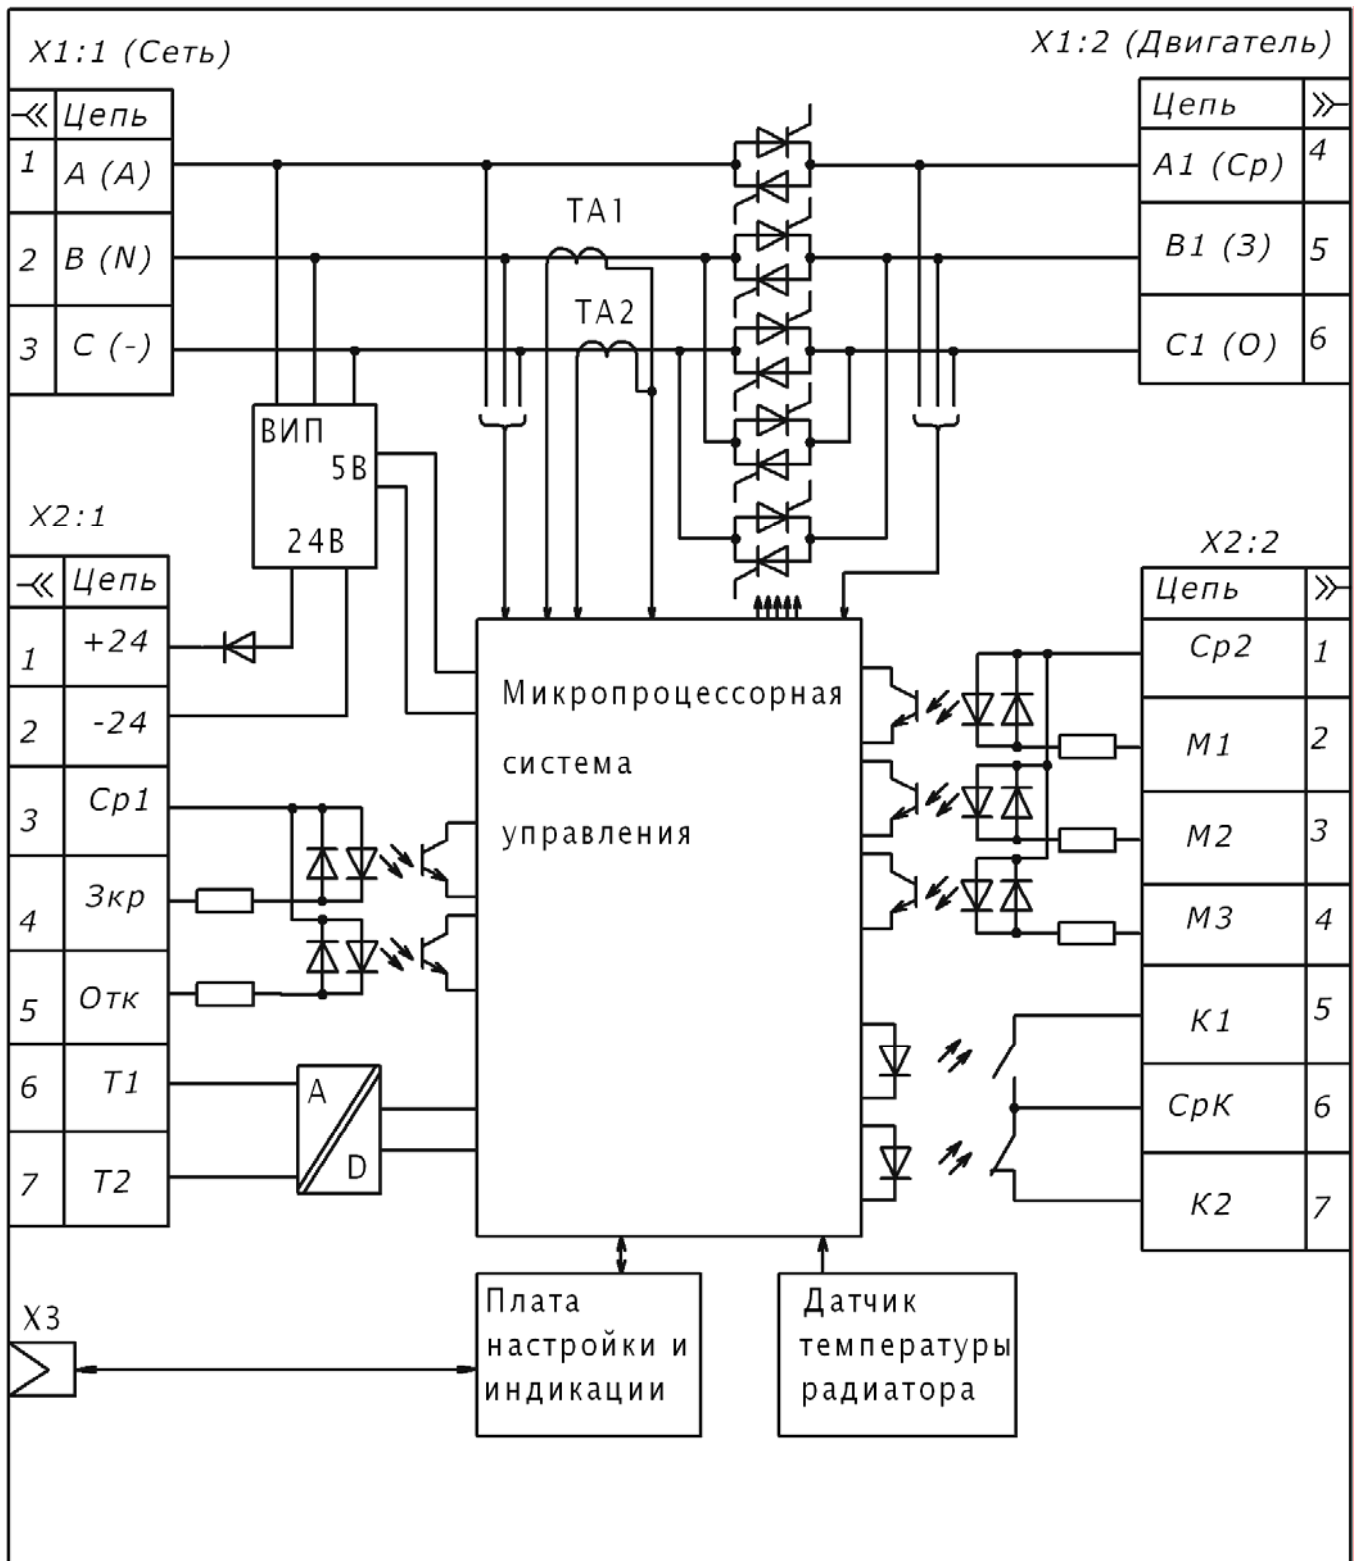 X1:1 (Сеть)
X1:2 (Двигатель)
Цепь
1 A (A)
2 B (N)
3 C (-)
Цепь
A1 (Ср) 4
B1 (З) 5
C1 (О) 6
TA1
TA2
ВИП
5В
24В
X2:1
Цепь
1 +24
2 -24
3 Ср1
4 Зкр
5 Отк
6 Т1
7 Т2
A
D
Микропроцессорная
система
управления
X2:2
Цепь
Ср2 1
М1 2
М2 3
М3 4
К1 5
СрК 6
К2 7
X3
Плата
настройки и
индикации
Датчик
температуры
радиатора